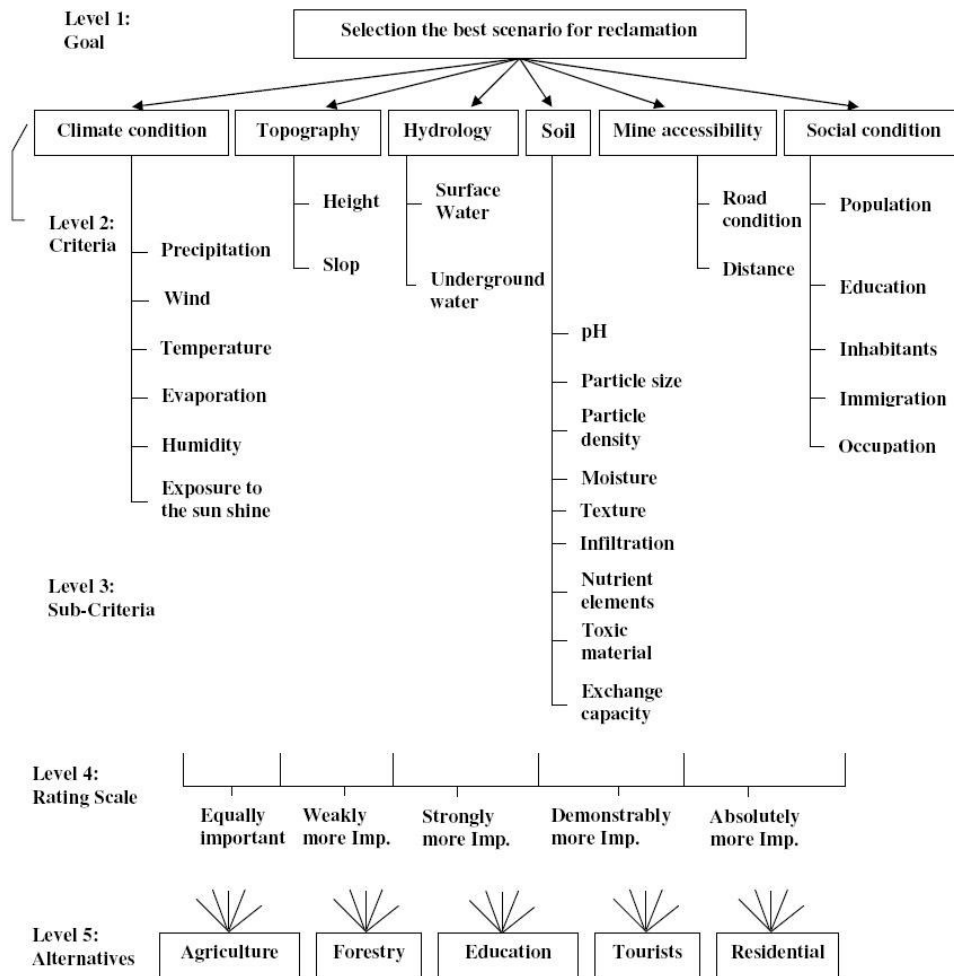 Level 1:
Goal
Selection the best scenario for reclamation
Climate condition
Topography
Hydrology
Soil
Mine accessibility
Social condition
Level 2:
Criteria
Precipitation
Wind
Temperature
Evaporation
Humidity
Exposure to
the sun shine
Height
Slop
Surface
Water
Underground
water
pH
Particle size
Particle
density
Moisture
Texture
Infiltration
Nutrient
elements
Toxic
material
Exchange
capacity
Road
condition
Distance
Population
Education
Inhabitants
Immigration
Occupation
Level 3:
Sub-Criteria
Level 4:
Rating Scale
Equally
important
Weakly
more Imp.
Strongly
more Imp.
Demonstrably
more Imp.
Absolutely
more Imp.
Level 5:
Alternatives
Agriculture
Forestry
Education
Tourists
Residential